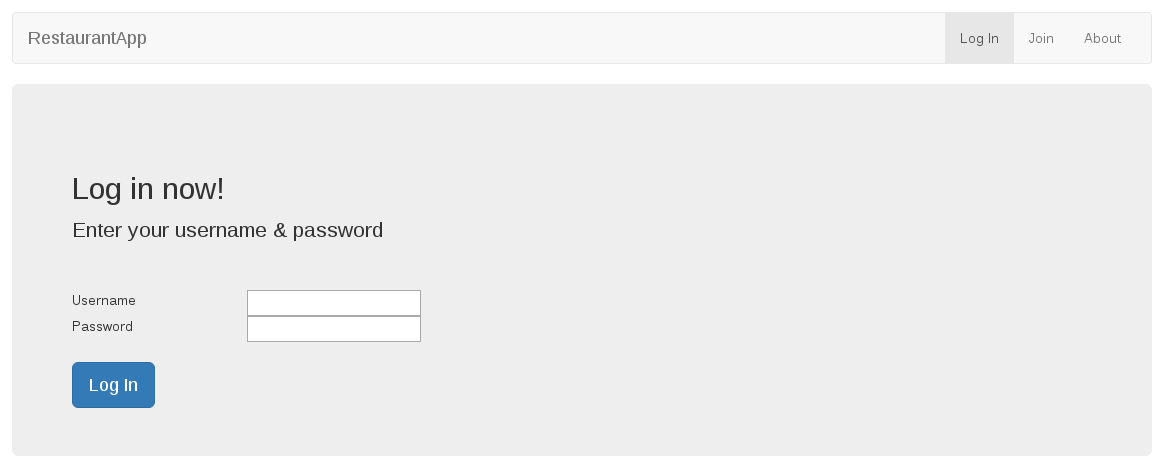 RestaurantApp
Log In
Join
About
Log in now!
Enter your username & password
Username
Password
Log In